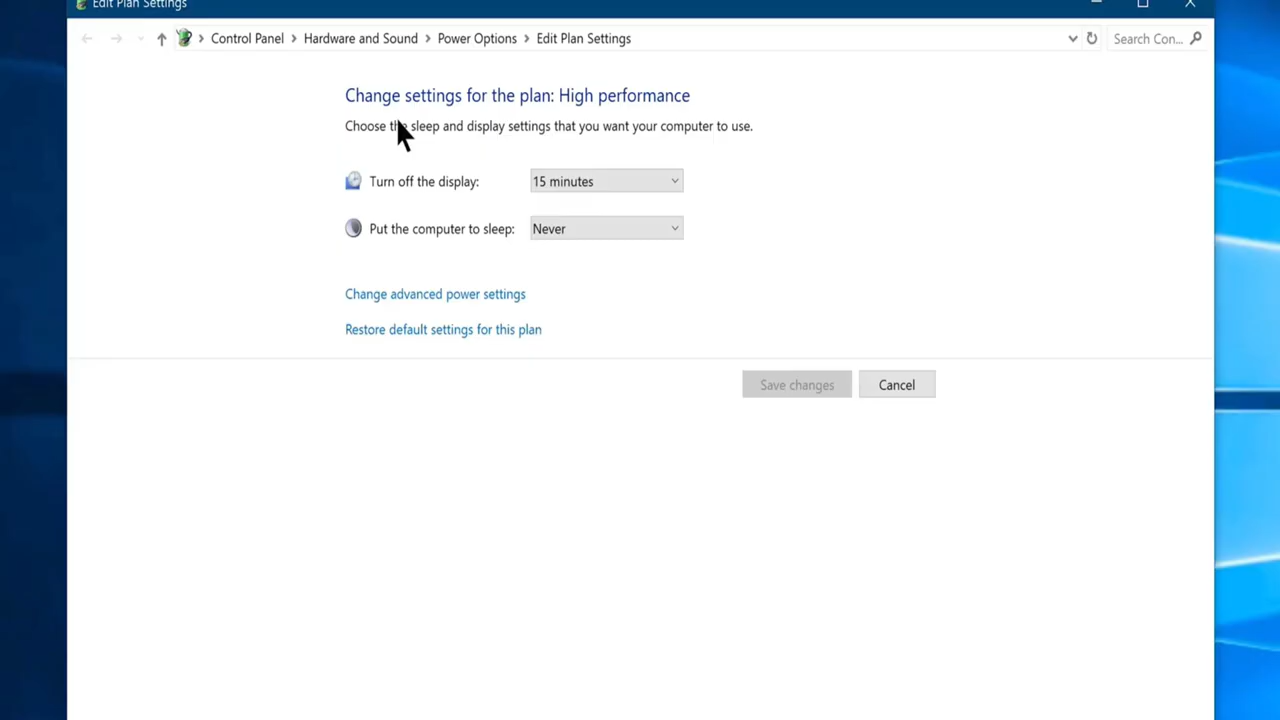 Edit Plan Settings
Control Panel > Hardware and Sound > Power Options > Edit Plan Settings
Search Con...
Change settings for the plan: High performance
Choose the sleep and display settings that you want your computer to use.
Turn off the display: 15 minutes
Put the computer to sleep: Never
Change advanced power settings
Restore default settings for this plan
Save changes
Cancel